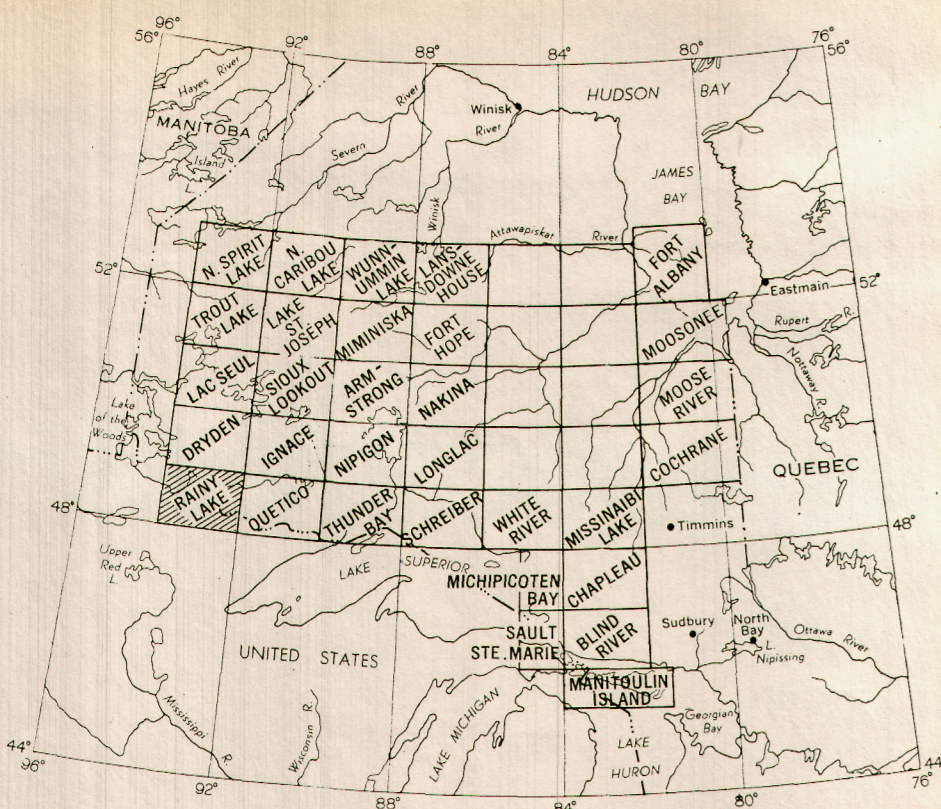 96°
56°
92°
88°
84°
80°
76°
56°
Hayes River
MANITOBA
Island
L.
Severn
River
Winisk
River
HUDSON BAY
JAMES
BAY
Winisk
Attawapiskat River
52°
N. SPIRIT
LAKE
N.
CARIBOU
LAKE
WUNN-
UMMIN
LAKE
LANS-
DOWNE
HOUSE
FORT
ALBANY
Eastmain
52°
TROUT
LAKE
LAKE
ST
JOSEPH
MIMINISKA
FORT
HOPE
MOOSONEE
Rupert R.
Nottaway R.
LAC SEUL
SIOUX
LOOKOUT
ARM-
STRONG
NAKINA
MOOSE
RIVER
Lake
of the
Woods
DRYDEN
IGNACE
NIPIGON
LONGLAC
COCHRANE
QUEBEC
RAINY
LAKE
QUETICO
THUNDER
BAY
SCHREIBER
WHITE
RIVER
MISSINAIBI
LAKE
Timmins
48°
48°
Upper
Red
L.
LAKE SUPERIOR
MICHIPICOTEN
BAY
CHAPLEAU
SAULT
STE. MARIE
BLIND
RIVER
Sudbury
North
Bay
L.
Nipissing
Ottawa River
UNITED STATES
MANITOULIN
ISLAND
Mississippi
R.
Wisconsin R.
LAKE MICHIGAN
Georgian
Bay
LAKE
HURON
44°
96°
92°
88°
84°
80°
76°
44°